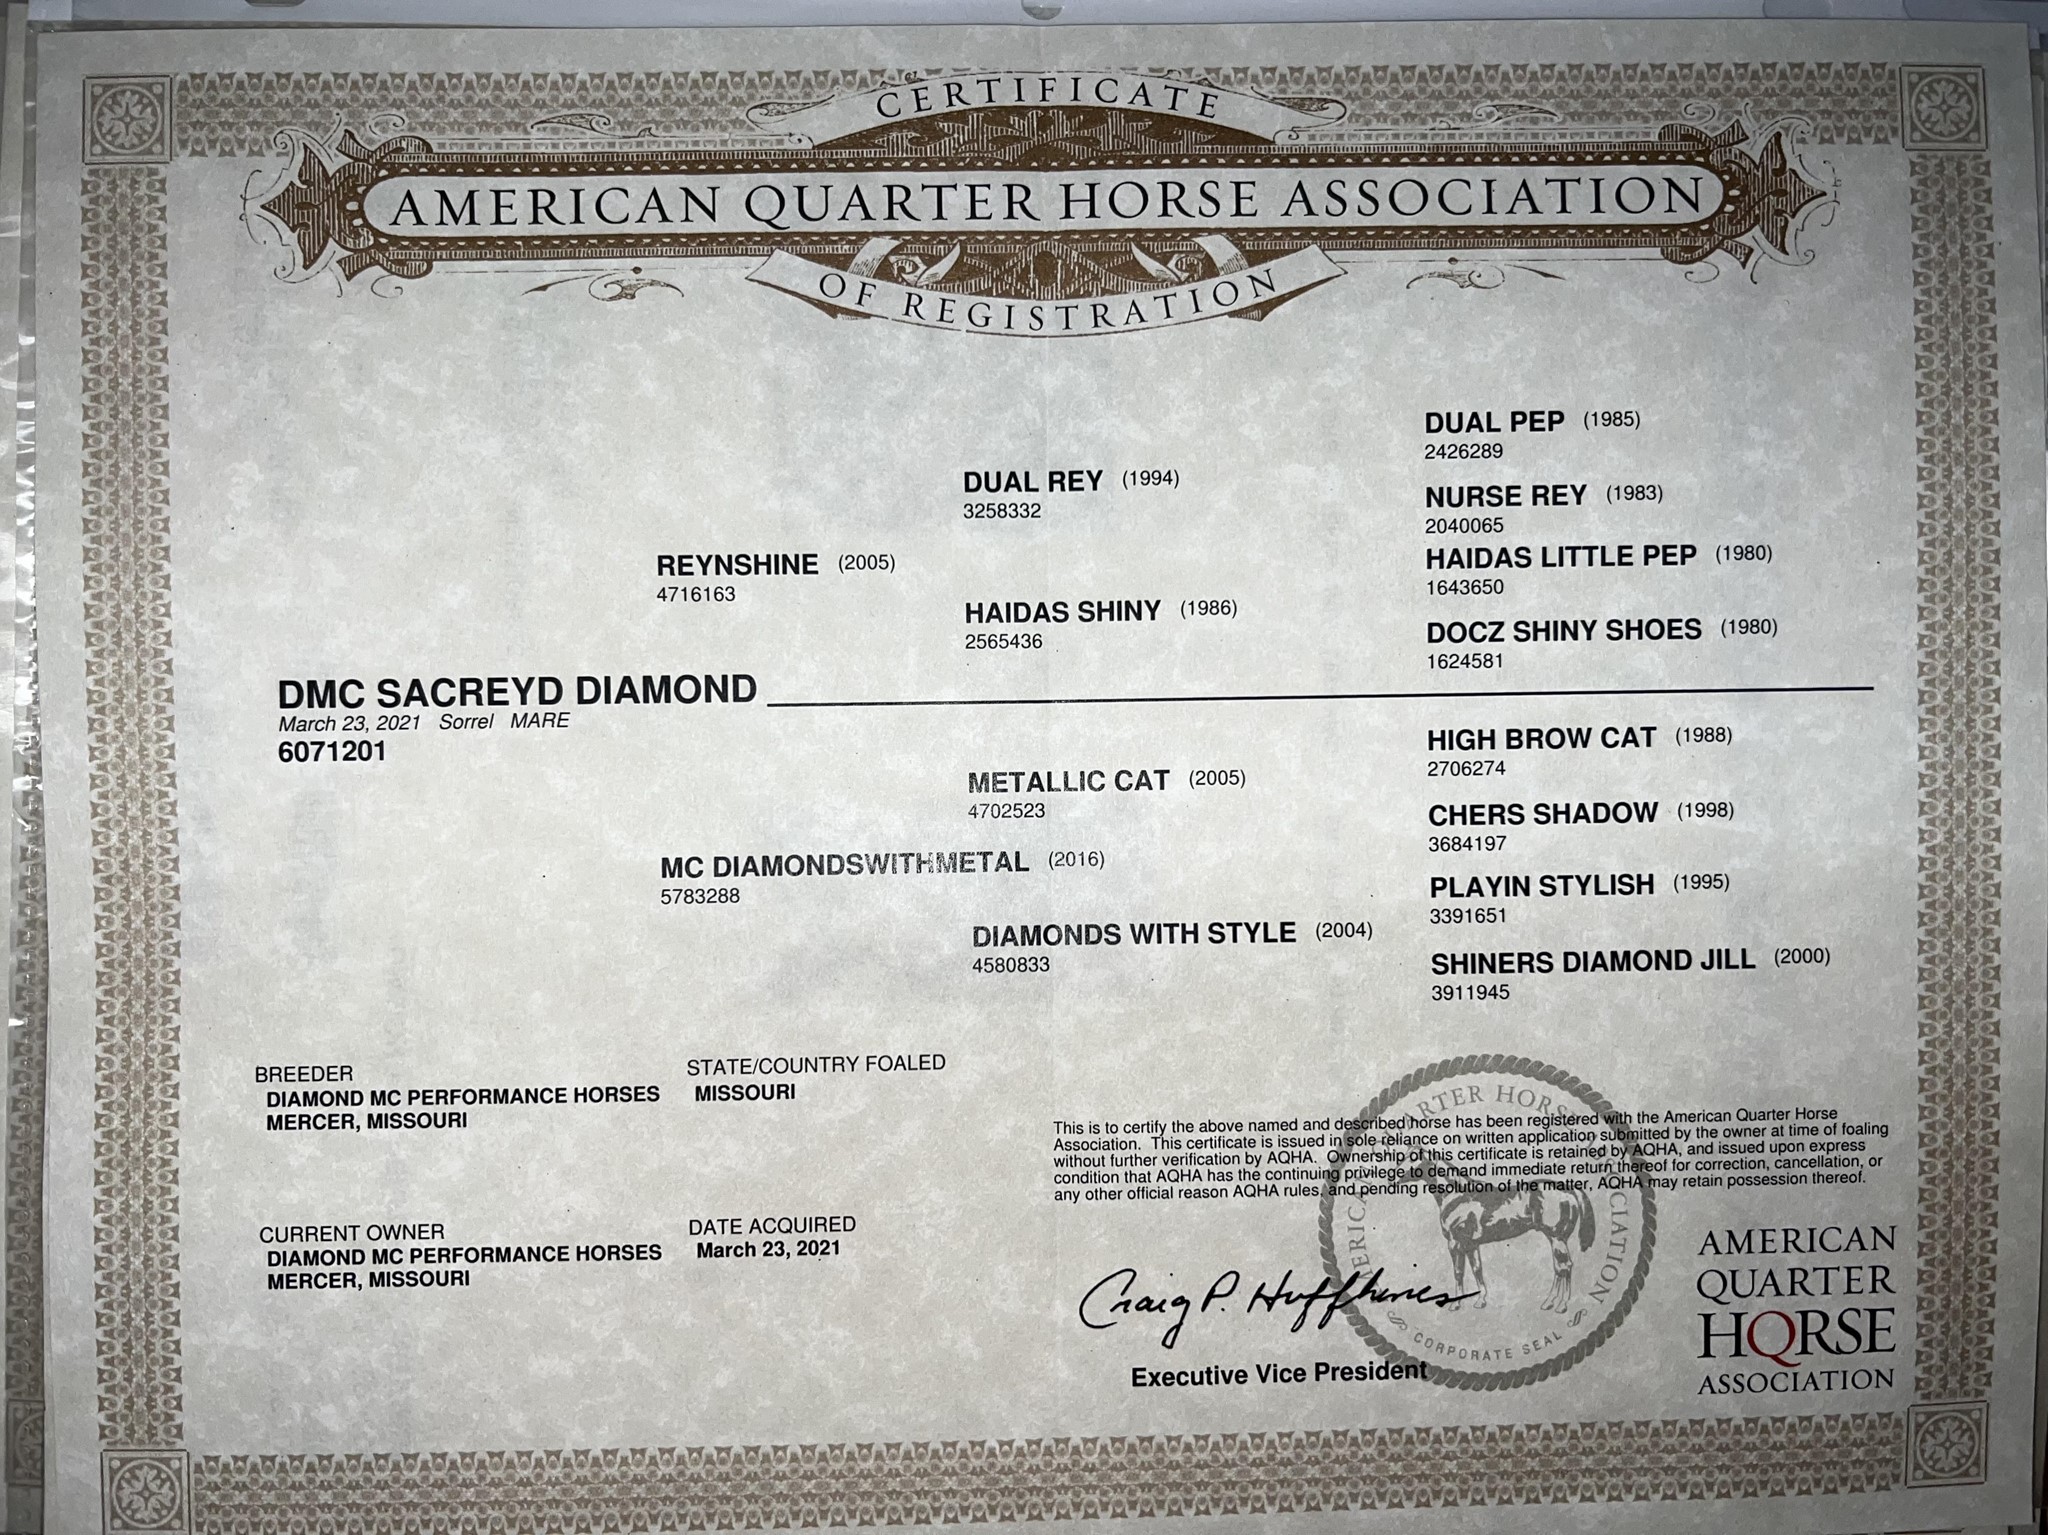 CERTIFICATE
AMERICAN QUARTER HORSE ASSOCIATION
OF REGISTRATION
DUAL PEP (1985)
2426289
DUAL REY (1994)
3258332
NURSE REY (1983)
2040065
REYNSHINE (2005)
4716163
HAIDAS LITTLE PEP (1980)
1643650
HAIDAS SHINY (1986)
2565436
DOCZ SHINY SHOES (1980)
1624581
DMC SACREYD DIAMOND
March 23, 2021 Sorrel MARE
6071201
HIGH BROW CAT (1988)
2706274
METALLIC CAT (2005)
4702523
CHERS SHADOW (1998)
3684197
MC DIAMONDSWITHMETAL (2016)
5783288
PLAYIN STYLISH (1995)
3391651
DIAMONDS WITH STYLE (2004)
4580833
SHINERS DIAMOND JILL (2000)
3911945
BREEDER
DIAMOND MC PERFORMANCE HORSES
MERCER, MISSOURI
STATE/COUNTRY FOALED
MISSOURI
CURRENT OWNER
DIAMOND MC PERFORMANCE HORSES
MERCER, MISSOURI
DATE ACQUIRED
March 23, 2021
This is to certify the above named and described horse has been registered with the American Quarter Horse
Association. This certificate is issued in sole reliance on written application submitted by the owner at time of foaling
without further verification by AQHA. Ownership of this certificate is retained by AQHA, and issued upon express
condition that AQHA has the continuing privilege to demand immediate return thereof for correction, cancellation, or
any other official reason AQHA rules, and pending resolution of the matter, AQHA may retain possession thereof.
Craig P. Huffhines
Executive Vice President
AMERICAN QUARTER HORSE ASSOCIATION
CORPORATE SEAL
AMERICAN
QUARTER
HORSE
ASSOCIATION